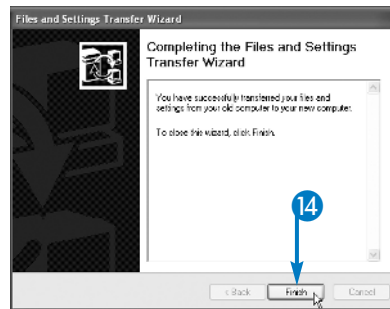 Files and Settings Transfer Wizard
Completing the Files and Settings
Transfer Wizard
You have successfully transferred your files and
settings from your old computer to your new computer.
To close this wizard, click Finish.
14
< Back Finish Cancel